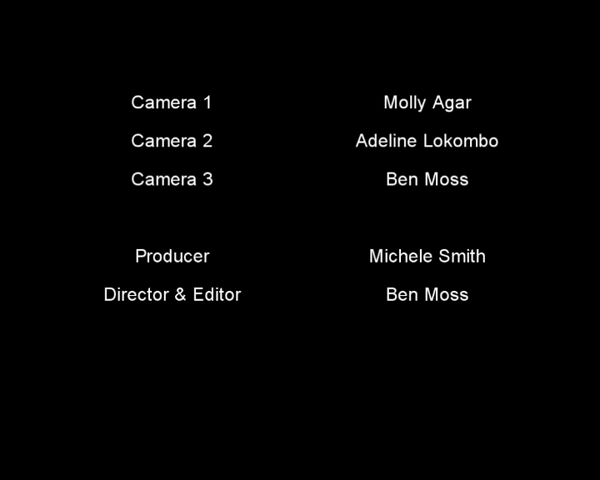 Camera 1 Molly Agar
Camera 2 Adeline Lokombo
Camera 3 Ben Moss
Producer Michele Smith
Director & Editor Ben Moss